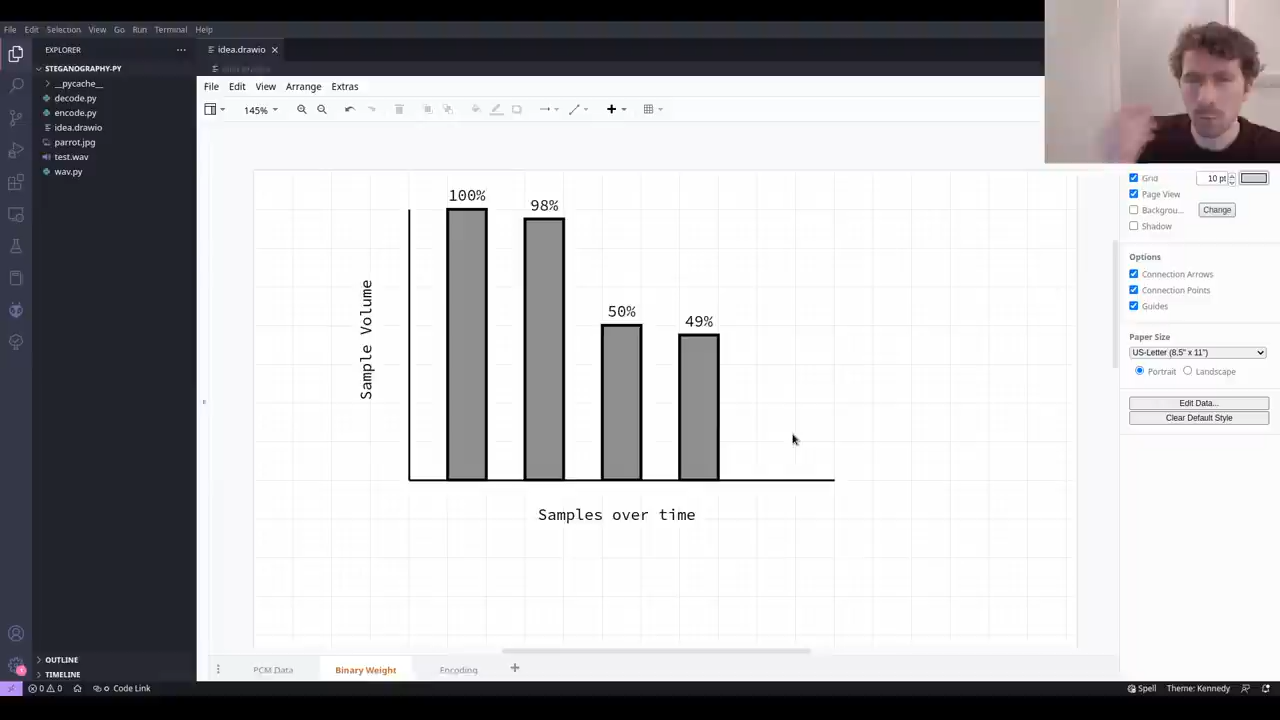 File Edit Selection View Go Run Terminal Help
EXPLORER
idea.drawio
STEGANOGRAPHY-PY
__pycache__
decode.py
encode.py
idea.drawio
parrot.jpg
test.wav
wav.py
OUTLINE
TIMELINE
File Edit View Arrange Extras
145%
100%
98%
50%
49%
Sample Volume
Samples over time
Grid 10 pt
Page View
Backgrou... Change
Shadow
Options
Connection Arrows
Connection Points
Guides
Paper Size
US-Letter (8,5" x 11")
Portrait Landscape
Edit Data...
Clear Default Style
PCM Data Binary Weight Encoding
0 0 Code Link
Spell Theme: Kennedy